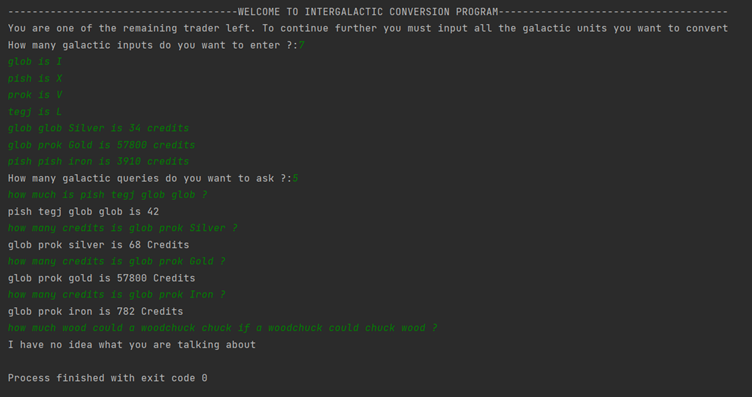 --------------------------------------WELCOME TO INTERGALACTIC CONVERSION PROGRAM--------------------------------------
You are one of the remaining trader left. To continue further you must input all the galactic units you want to convert
How many galactic inputs do you want to enter ?:7
glob is I
pish is X
prok is V
tegj is L
glob glob Silver is 34 credits
glob prok Gold is 57800 credits
pish pish iron is 3910 credits
How many galactic queries do you want to ask ?:5
how much is pish tegj glob glob ?
pish tegj glob glob is 42
how many credits is glob prok Silver ?
glob prok silver is 68 Credits
how many credits is glob prok Gold ?
glob prok gold is 57800 Credits
how many credits is glob prok Iron ?
glob prok iron is 782 Credits
how much wood could a woodchuck chuck if a woodchuck could chuck wood ?
I have no idea what you are talking about
Process finished with exit code 0